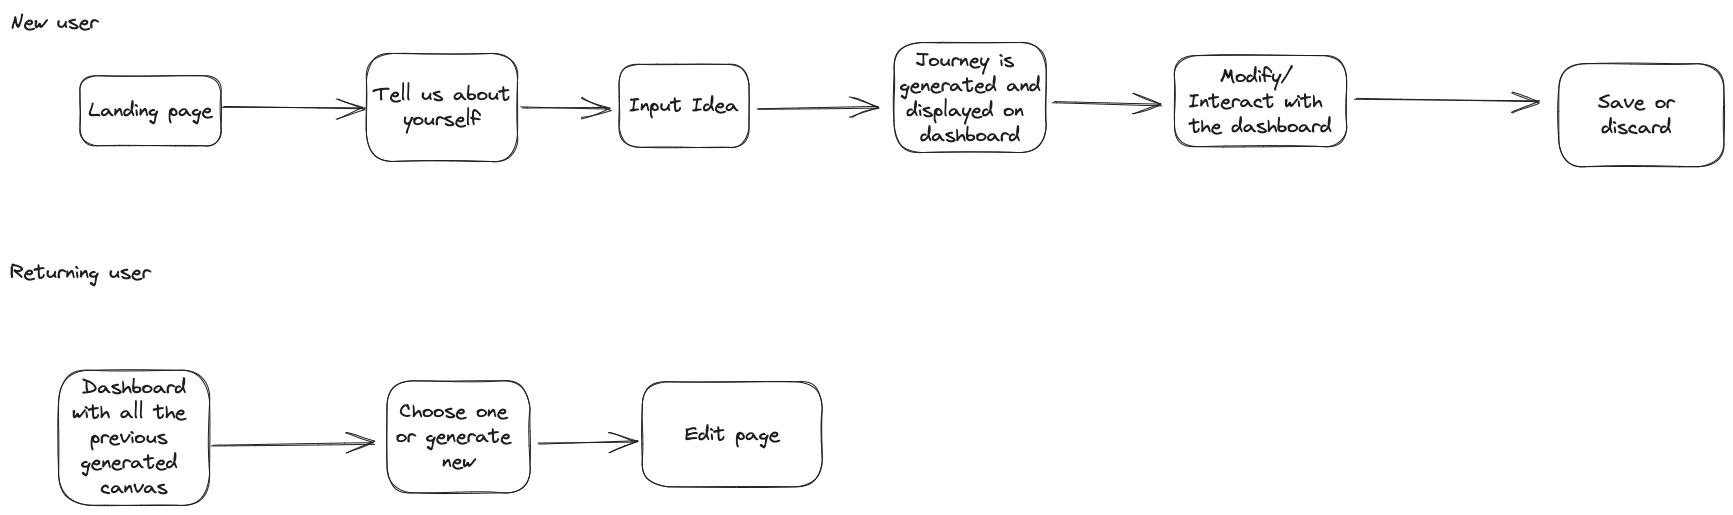 New user
Landing page
Tell us about
yourself
Input Idea
Journey is
generated and
displayed on
dashboard
Modify/
Interact with
the dashboard
Save or
discard
Returning user
Dashboard
with all the
previous
generated
canvas
Choose one
or generate
new
Edit page